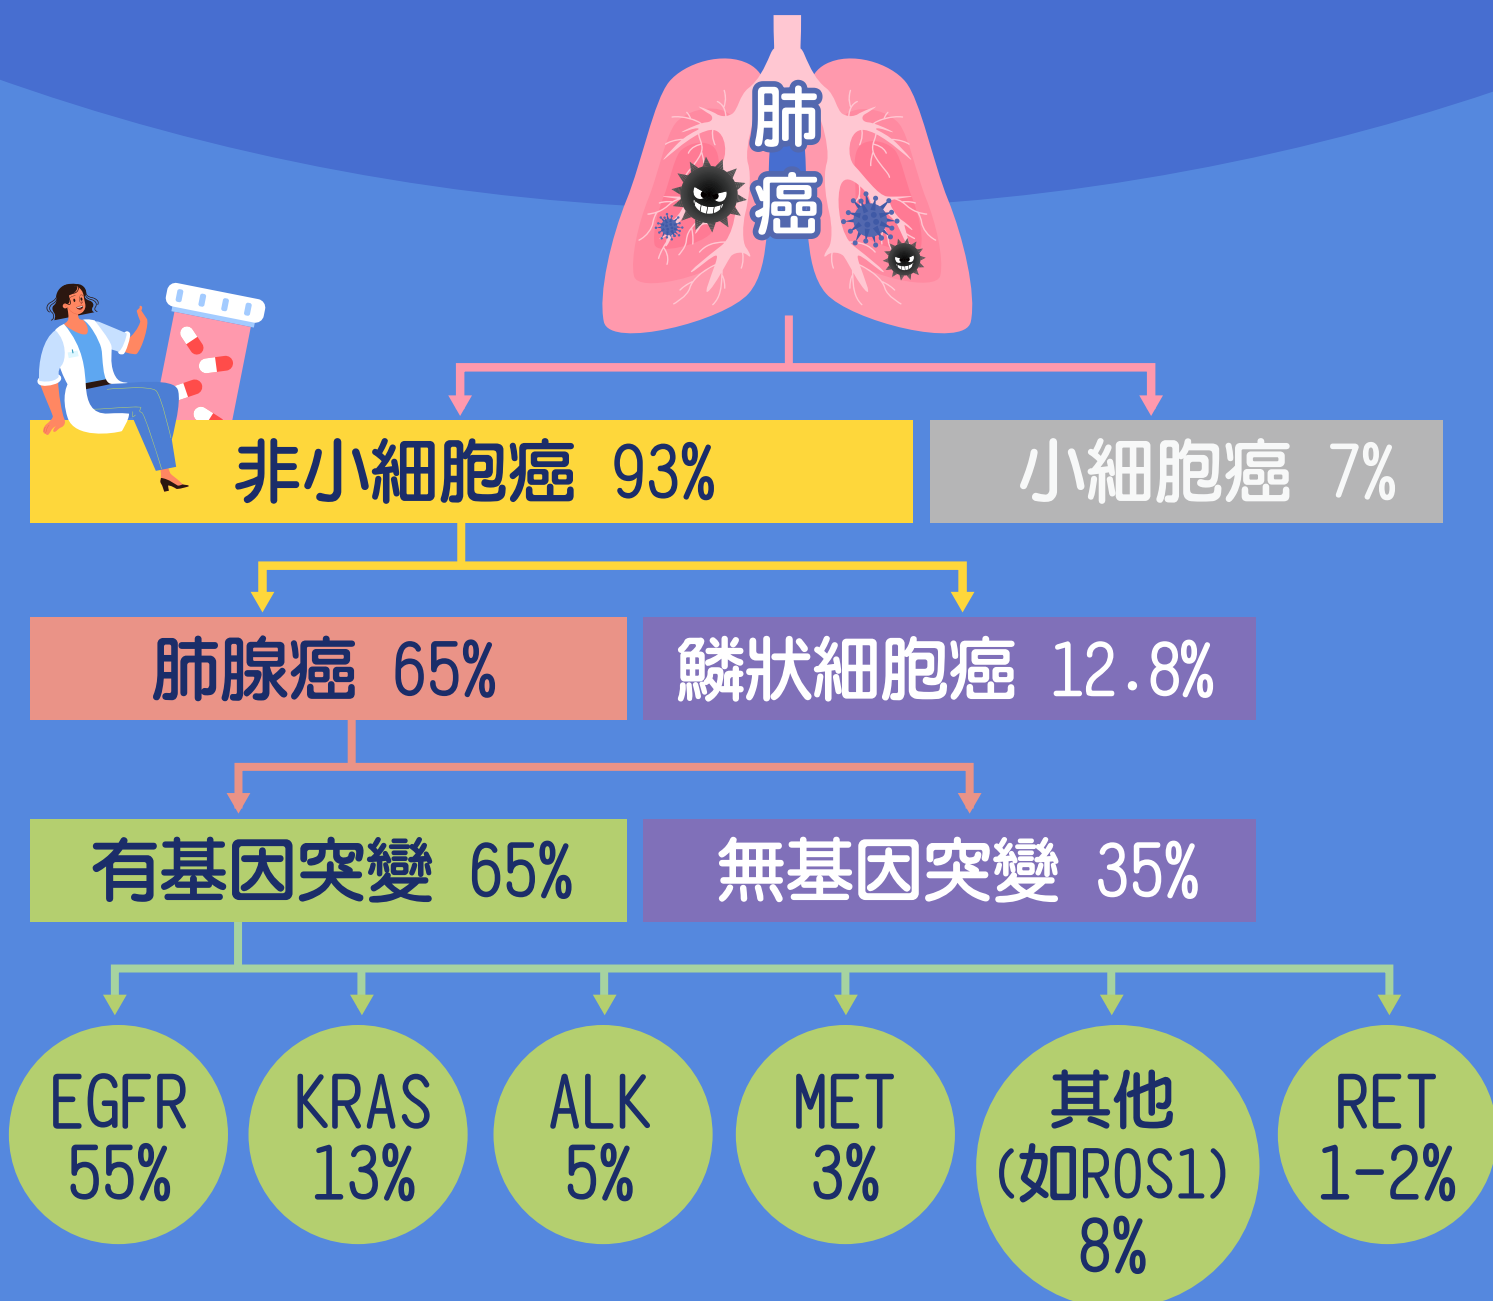 肺
癌
非小細胞癌 93%
小細胞癌 7%
肺腺癌 65%
鱗狀細胞癌 12.8%
有基因突變 65%
無基因突變 35%
EGFR
55%
KRAS
13%
ALK
5%
MET
3%
其他
(如ROS1)
8%
RET
1-2%